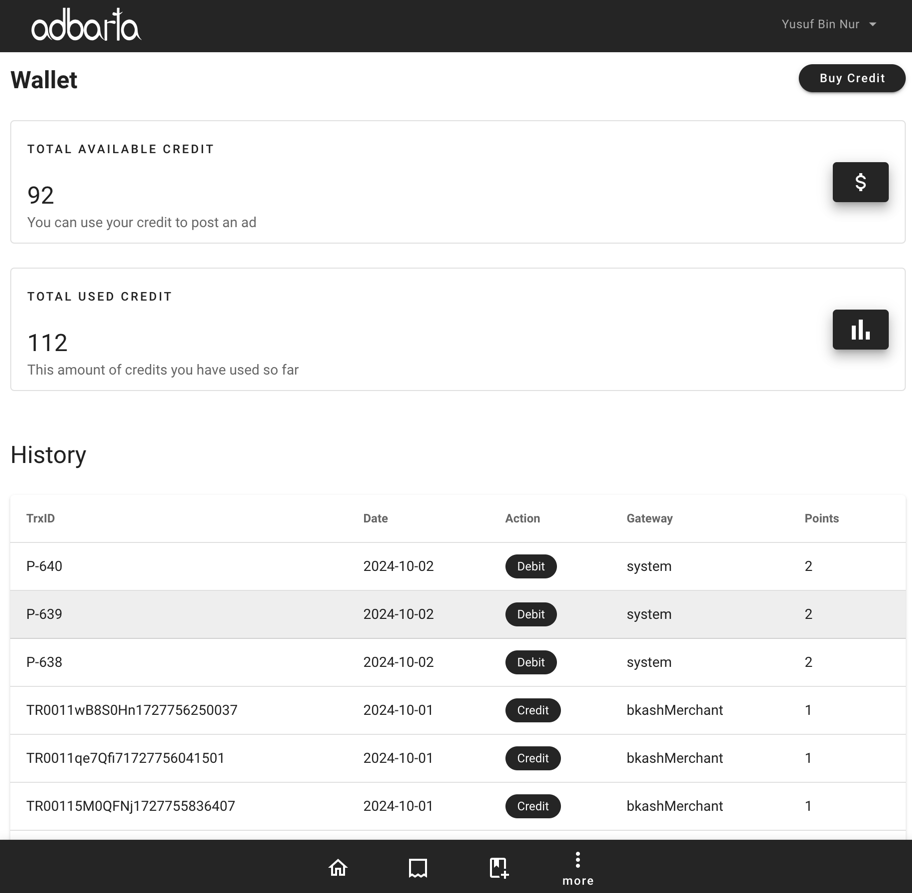 adbarta
Yusuf Bin Nur
Wallet
Buy Credit
TOTAL AVAILABLE CREDIT
92
You can use your credit to post an ad
$
TOTAL USED CREDIT
112
This amount of credits you have used so far
History
TrxID Date Action Gateway Points
P-640 2024-10-02 Debit system 2
P-639 2024-10-02 Debit system 2
P-638 2024-10-02 Debit system 2
TR0011wB8S0Hn1727756250037 2024-10-01 Credit bkashMerchant 1
TR0011qe7Qfi71727756041501 2024-10-01 Credit bkashMerchant 1
TR00115M0QFNj1727755836407 2024-10-01 Credit bkashMerchant 1
more